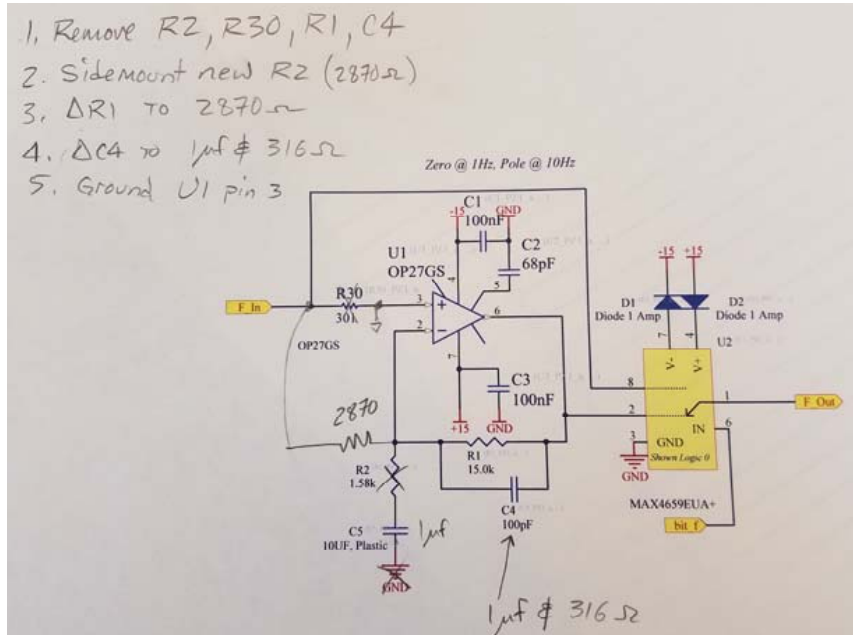 1. Remove R2, R30, R1, C4
2. Sidemount new R2 (2870Ω)
3. ΔR1 To 2870Ω
4. ΔC4 to 1µf & 316Ω
5. Ground U1 pin 3
Zero @ 1Hz, Pole @ 10Hz
-15
C1
100nF
GND
C2
68pF
U1
OP27GS
4
5
3
2
6
7
F_In
R30
30k
OP27GS
C3
100nF
+15
GND
-15
+15
D1
Diode 1 Amp
D2
Diode 1 Amp
U2
7
4
V-
V+
8
2
1
6
IN
3
GND
Shown Logic 0
GND
F_Out
MAX4659EUA+
bit_f
2870
R1
15.0k
R2
1.58k
C4
100pF
C5
10UF, Plastic
1µf
GND
1µf & 316Ω